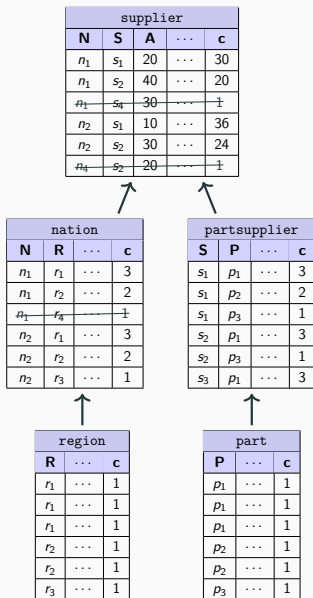 supplier
N S A ··· c
n₁ s₁ 20 ··· 30
n₁ s₂ 40 ··· 20
n₁ s₄ 30 ··· 1
n₂ s₁ 10 ··· 36
n₂ s₂ 30 ··· 24
n₄ s₂ 20 ··· 1
nation
N R ··· c
n₁ r₁ ··· 3
n₁ r₂ ··· 2
n₁ r₄ ··· 1
n₂ r₁ ··· 3
n₂ r₂ ··· 2
n₂ r₃ ··· 1
partsupplier
S P ··· c
s₁ p₁ ··· 3
s₁ p₂ ··· 2
s₁ p₃ ··· 1
s₂ p₁ ··· 3
s₂ p₃ ··· 1
s₃ p₁ ··· 3
region
R ··· c
r₁ ··· 1
r₁ ··· 1
r₁ ··· 1
r₂ ··· 1
r₂ ··· 1
r₃ ··· 1
part
P ··· c
p₁ ··· 1
p₁ ··· 1
p₁ ··· 1
p₂ ··· 1
p₂ ··· 1
p₃ ··· 1